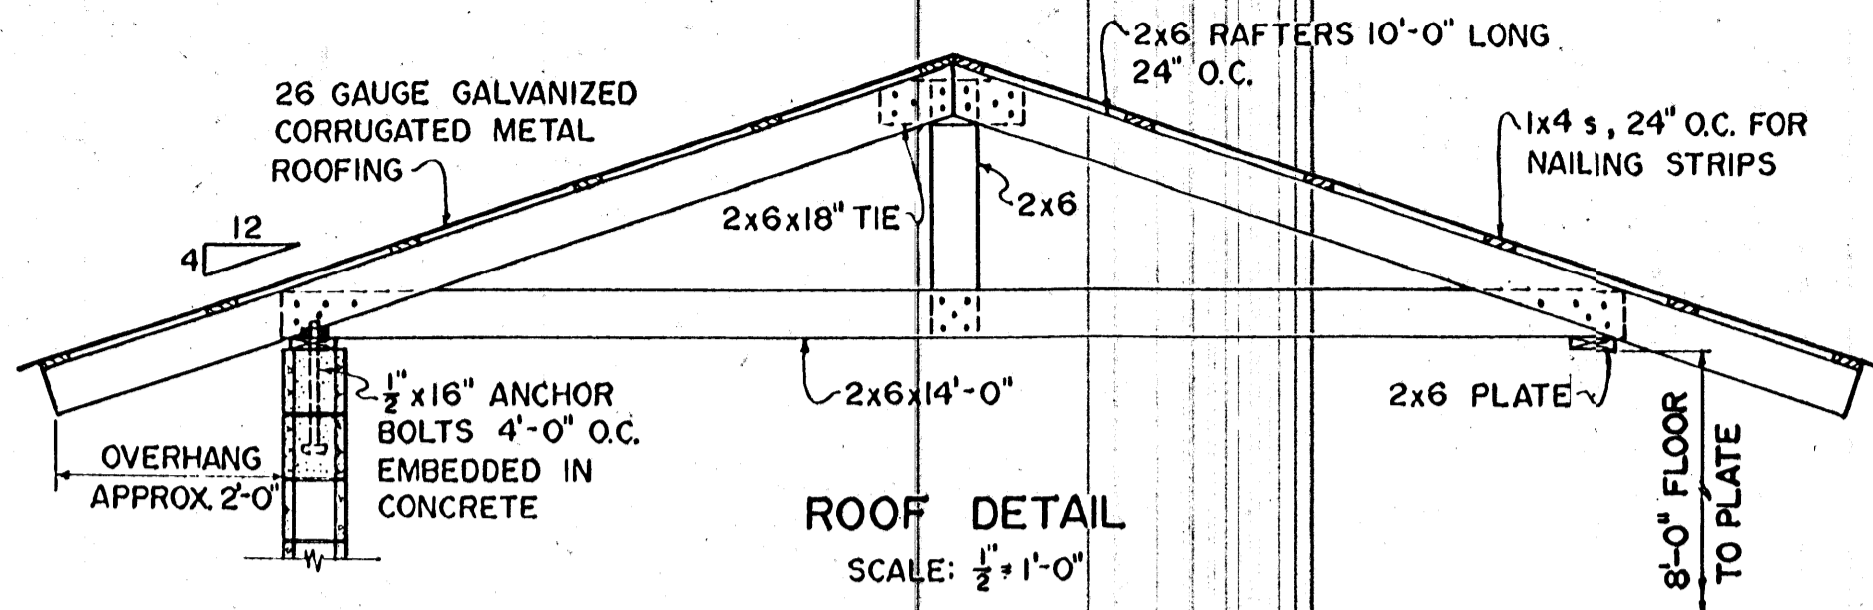 2x6 RAFTERS 10'-0" LONG
24" O.C.
26 GAUGE GALVANIZED
CORRUGATED METAL
ROOFING
1x4 s, 24" O.C. FOR
NAILING STRIPS
12
4
2x6x18" TIE
2x6
1/2" x16" ANCHOR
BOLTS 4'-0" O.C.
EMBEDDED IN
CONCRETE
2x6x14'-0"
2x6 PLATE
OVERHANG
APPROX. 2'-0"
8'-0" FLOOR
TO PLATE
ROOF DETAIL
SCALE: 1/2" = 1'-0"